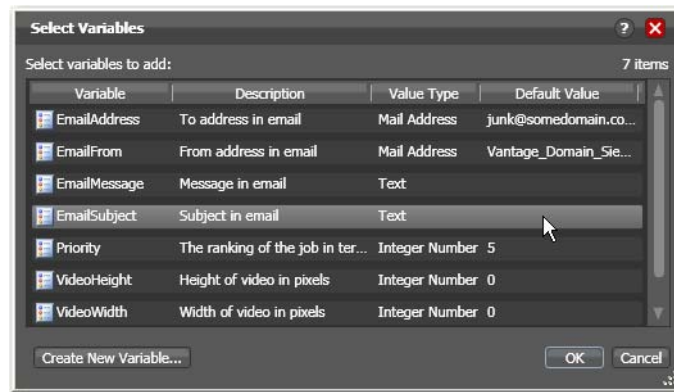 Select Variables ?
Select variables to add: 7 items
Variable Description Value Type Default Value
EmailAddress To address in email Mail Address junk@somedomain.co...
EmailFrom From address in email Mail Address Vantage_Domain_Sie...
EmailMessage Message in email Text
EmailSubject Subject in email Text
Priority The ranking of the job in ter... Integer Number 5
VideoHeight Height of video in pixels Integer Number 0
VideoWidth Width of video in pixels Integer Number 0
Create New Variable... OK Cancel